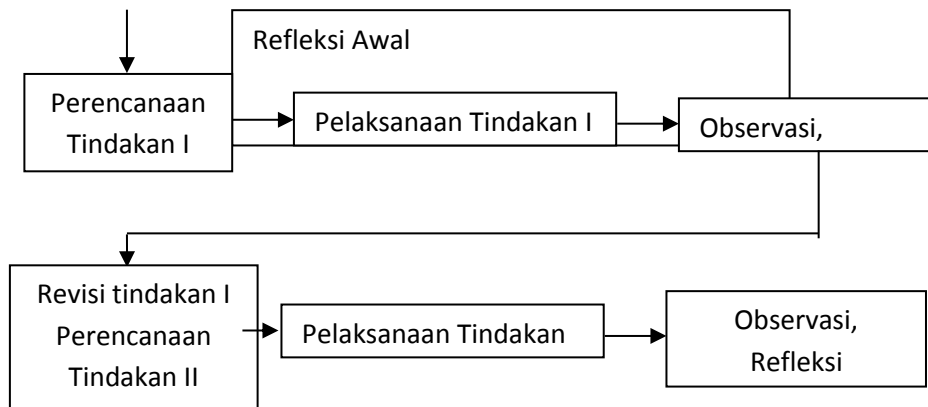 Refleksi Awal
Perencanaan
Tindakan I
Pelaksanaan Tindakan I
Observasi,
Revisi tindakan I
Perencanaan
Tindakan II
Pelaksanaan Tindakan
Observasi,
Refleksi